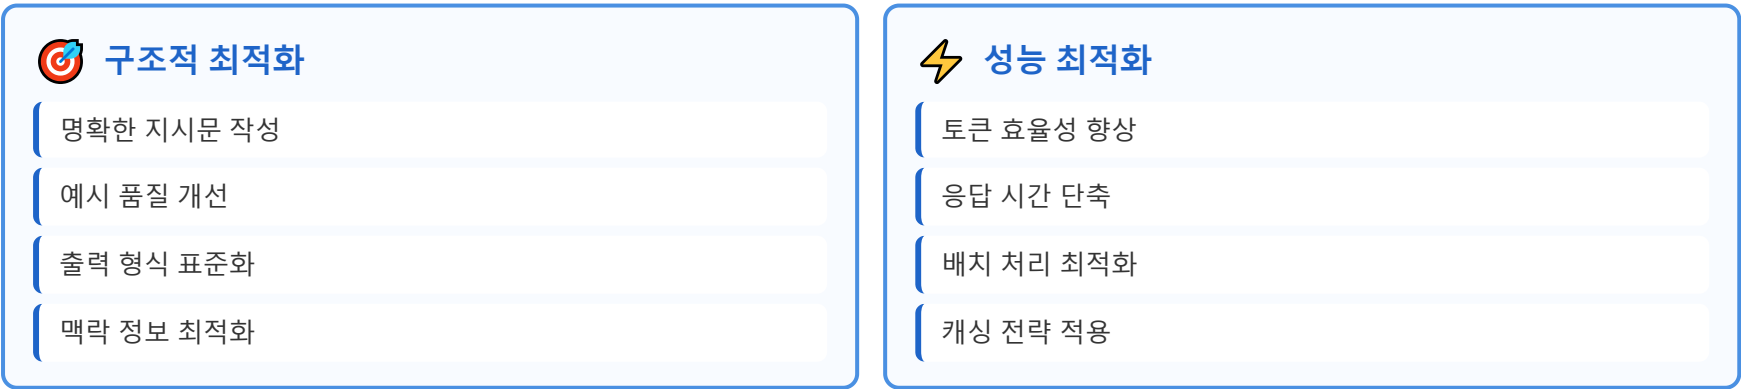 구조적 최적화
명확한 지시문 작성
예시 품질 개선
출력 형식 표준화
맥락 정보 최적화
성능 최적화
토큰 효율성 향상
응답 시간 단축
배치 처리 최적화
캐싱 전략 적용